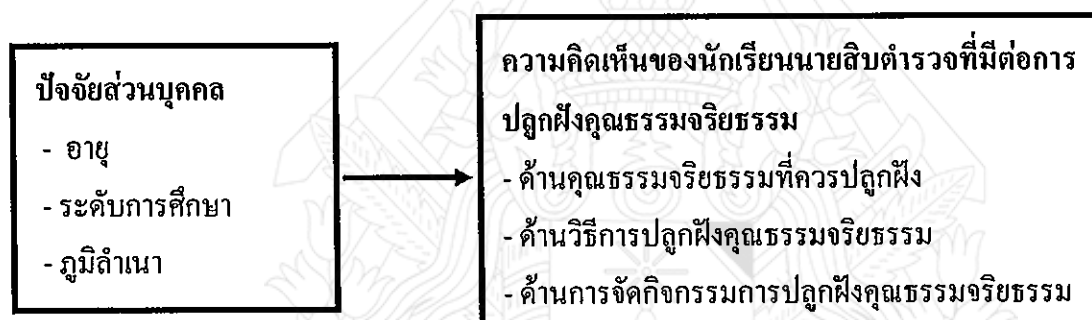 ปัจจัยส่วนบุคคล
- อายุ
- ระดับการศึกษา
- ภูมิลำเนา
ความคิดเห็นของนักเรียนนายสิบตำรวจที่มีต่อการ
ปลูกฝังคุณธรรมจริยธรรม
- ด้านคุณธรรมจริยธรรมที่ควรปลูกฝัง
- ด้านวิธีการปลูกฝังคุณธรรมจริยธรรม
- ด้านการจัดกิจกรรมการปลูกฝังคุณธรรมจริยธรรม